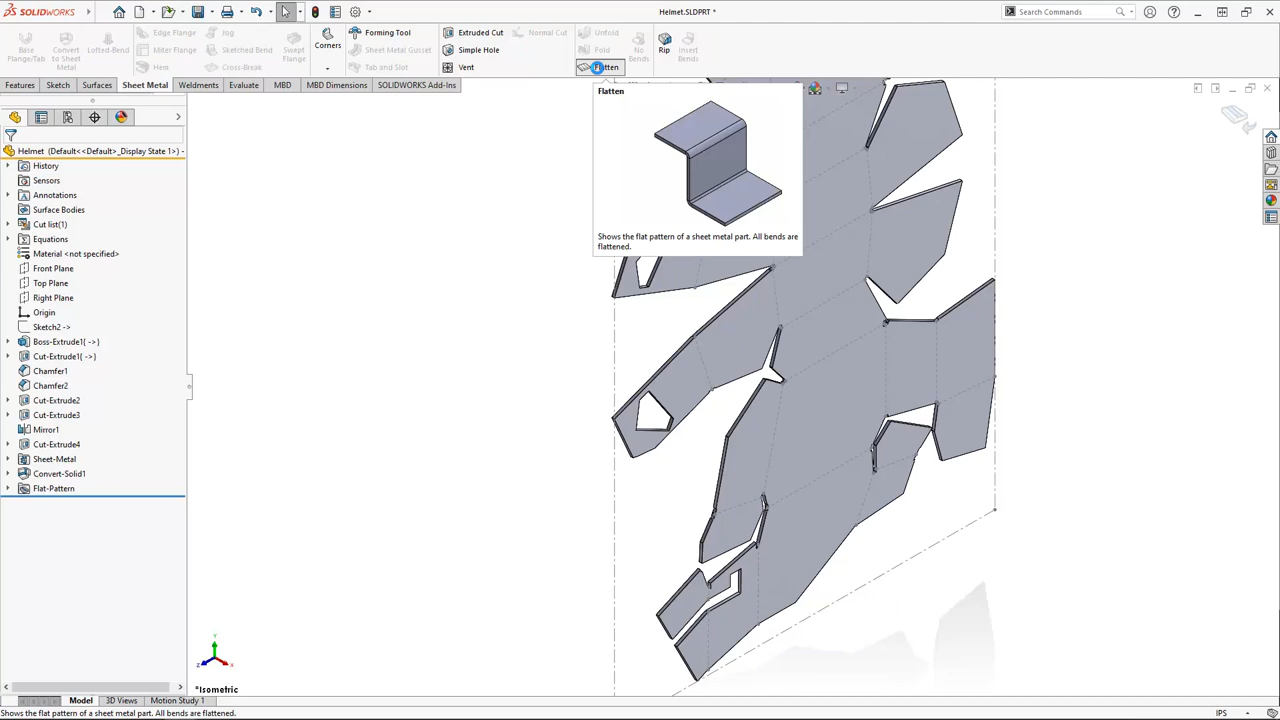 SOLIDWORKS
Helmet.SLDPRT *
Search Commands
Base
Flange/Tab
Convert
to Sheet
Metal
Lofted-Bend
Edge Flange
Miter Flange
Hem
Jog
Sketched Bend
Cross-Break
Swept
Flange
Corners
Forming Tool
Sheet Metal Gusset
Tab and Slot
Extruded Cut
Simple Hole
Vent
Normal Cut
Unfold
Fold
Flatten
No
Bends
Rip
Insert
Bends
Features
Sketch
Surfaces
Sheet Metal
Weldments
Evaluate
MBD
MBD Dimensions
SOLIDWORKS Add-Ins
Flatten
Shows the flat pattern of a sheet metal part. All bends are
flattened.
Helmet (Default<<Default>_Display State 1>)
History
Sensors
Annotations
Surface Bodies
Cut list(1)
Equations
Material <not specified>
Front Plane
Top Plane
Right Plane
Origin
Sketch2 ->
Boss-Extrude1{ ->}
Cut-Extrude1{ ->}
Chamfer1
Chamfer2
Cut-Extrude2
Cut-Extrude3
Mirror1
Cut-Extrude4
Sheet-Metal
Convert-Solid1
Flat-Pattern
Y
Z
X
*Isometric
Model
3D Views
Motion Study 1
Shows the flat pattern of a sheet metal part. All bends are flattened.
IPS